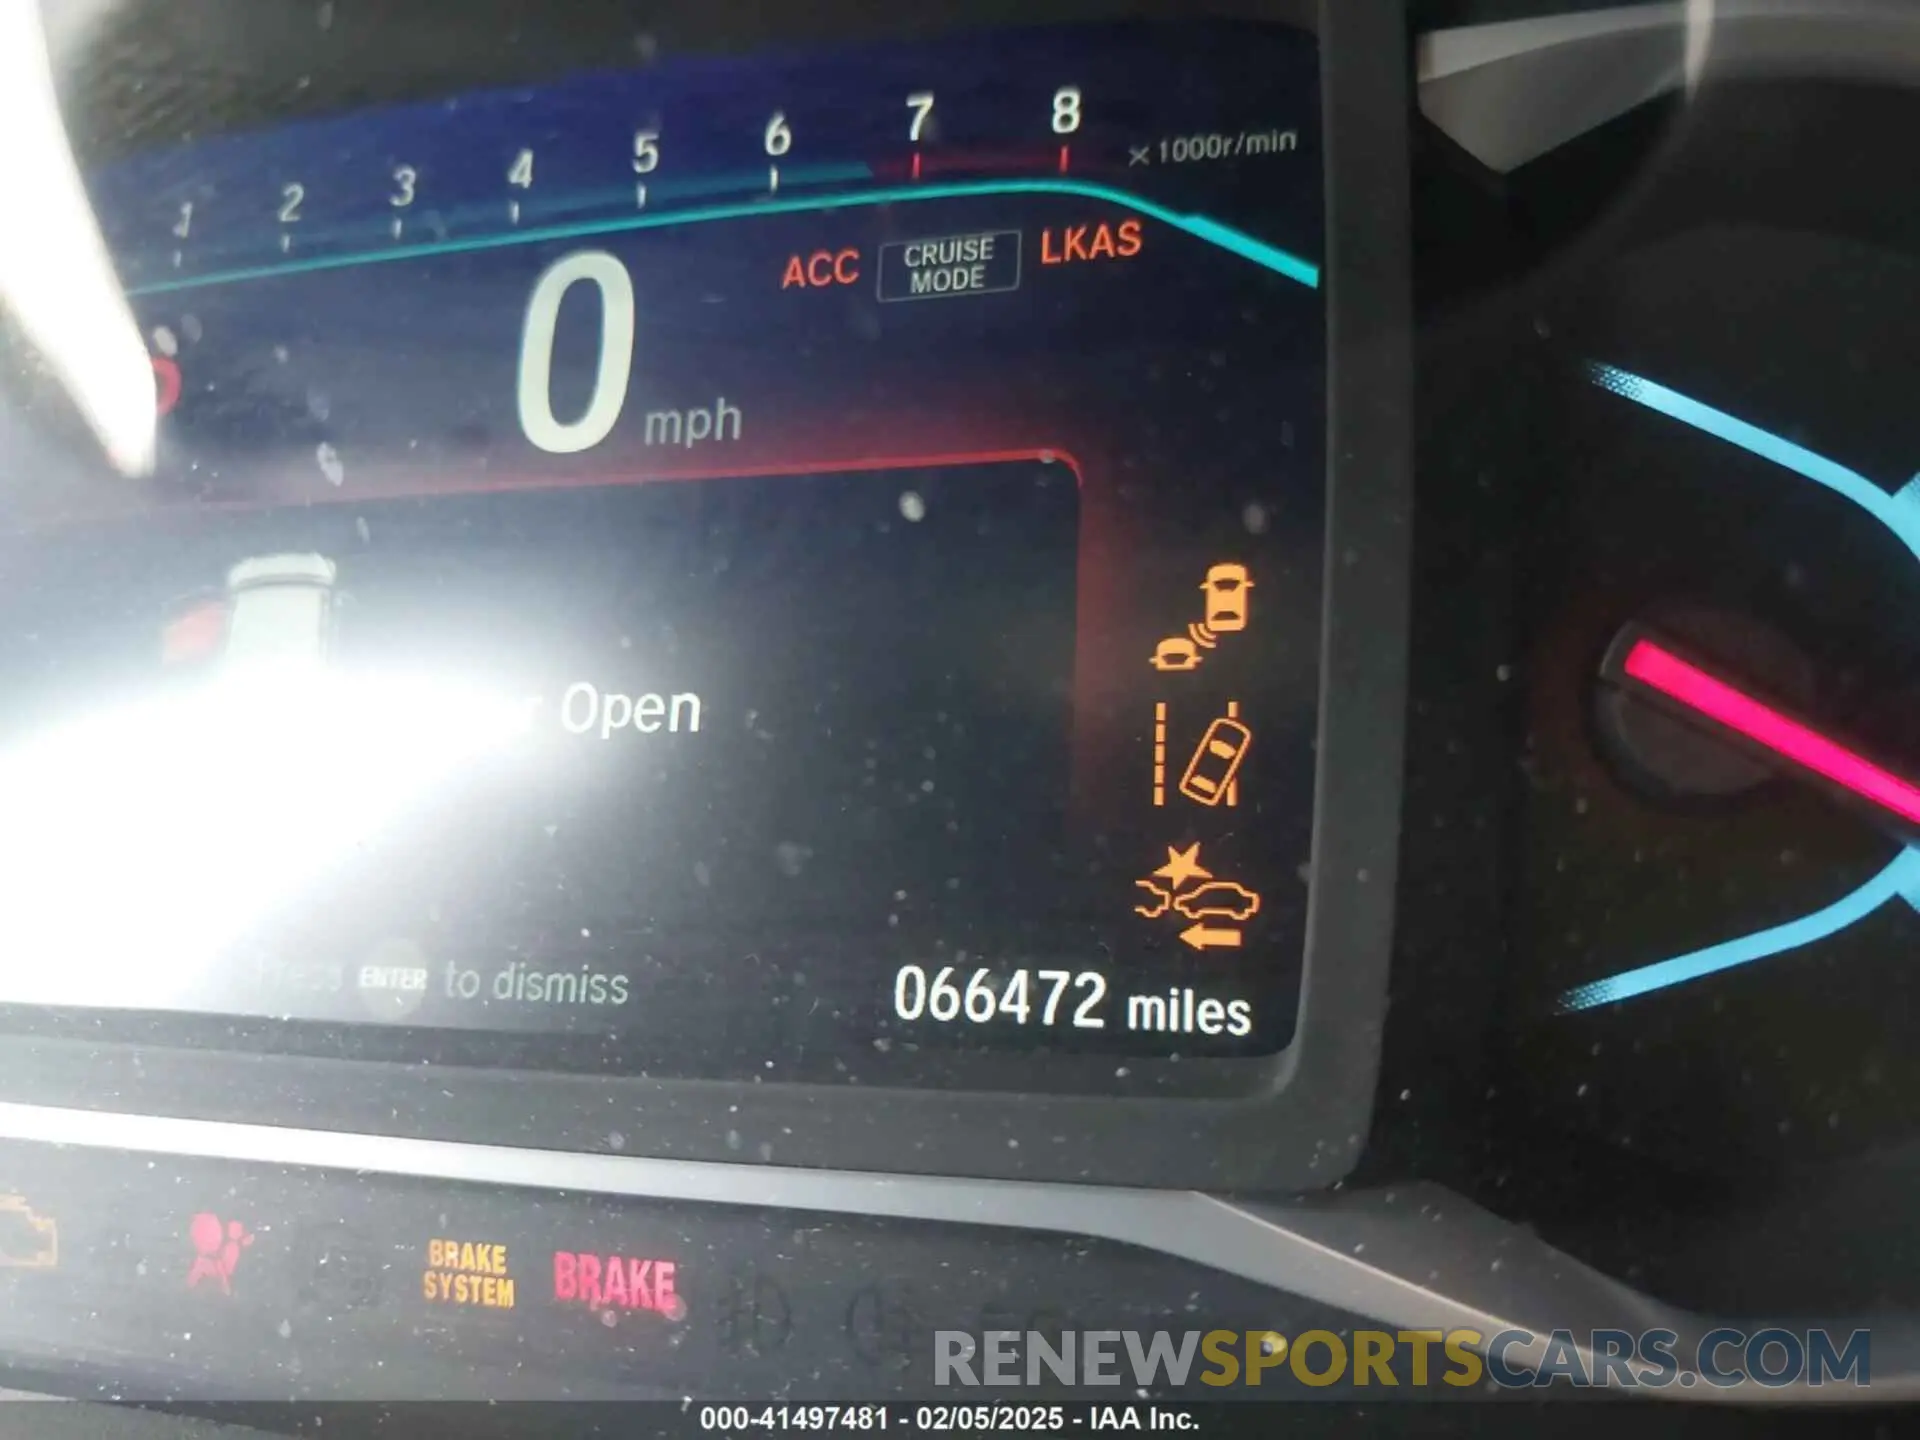 1 2 3 4 5 6 7 8 ×1000r/min
ACC CRUISE MODE LKAS
0 mph
Open
ENTER to dismiss
066472 miles
BRAKE SYSTEM BRAKE
RENEWSPORTSCARS.COM
000-41497481 - 02/05/2025 - IAA Inc.